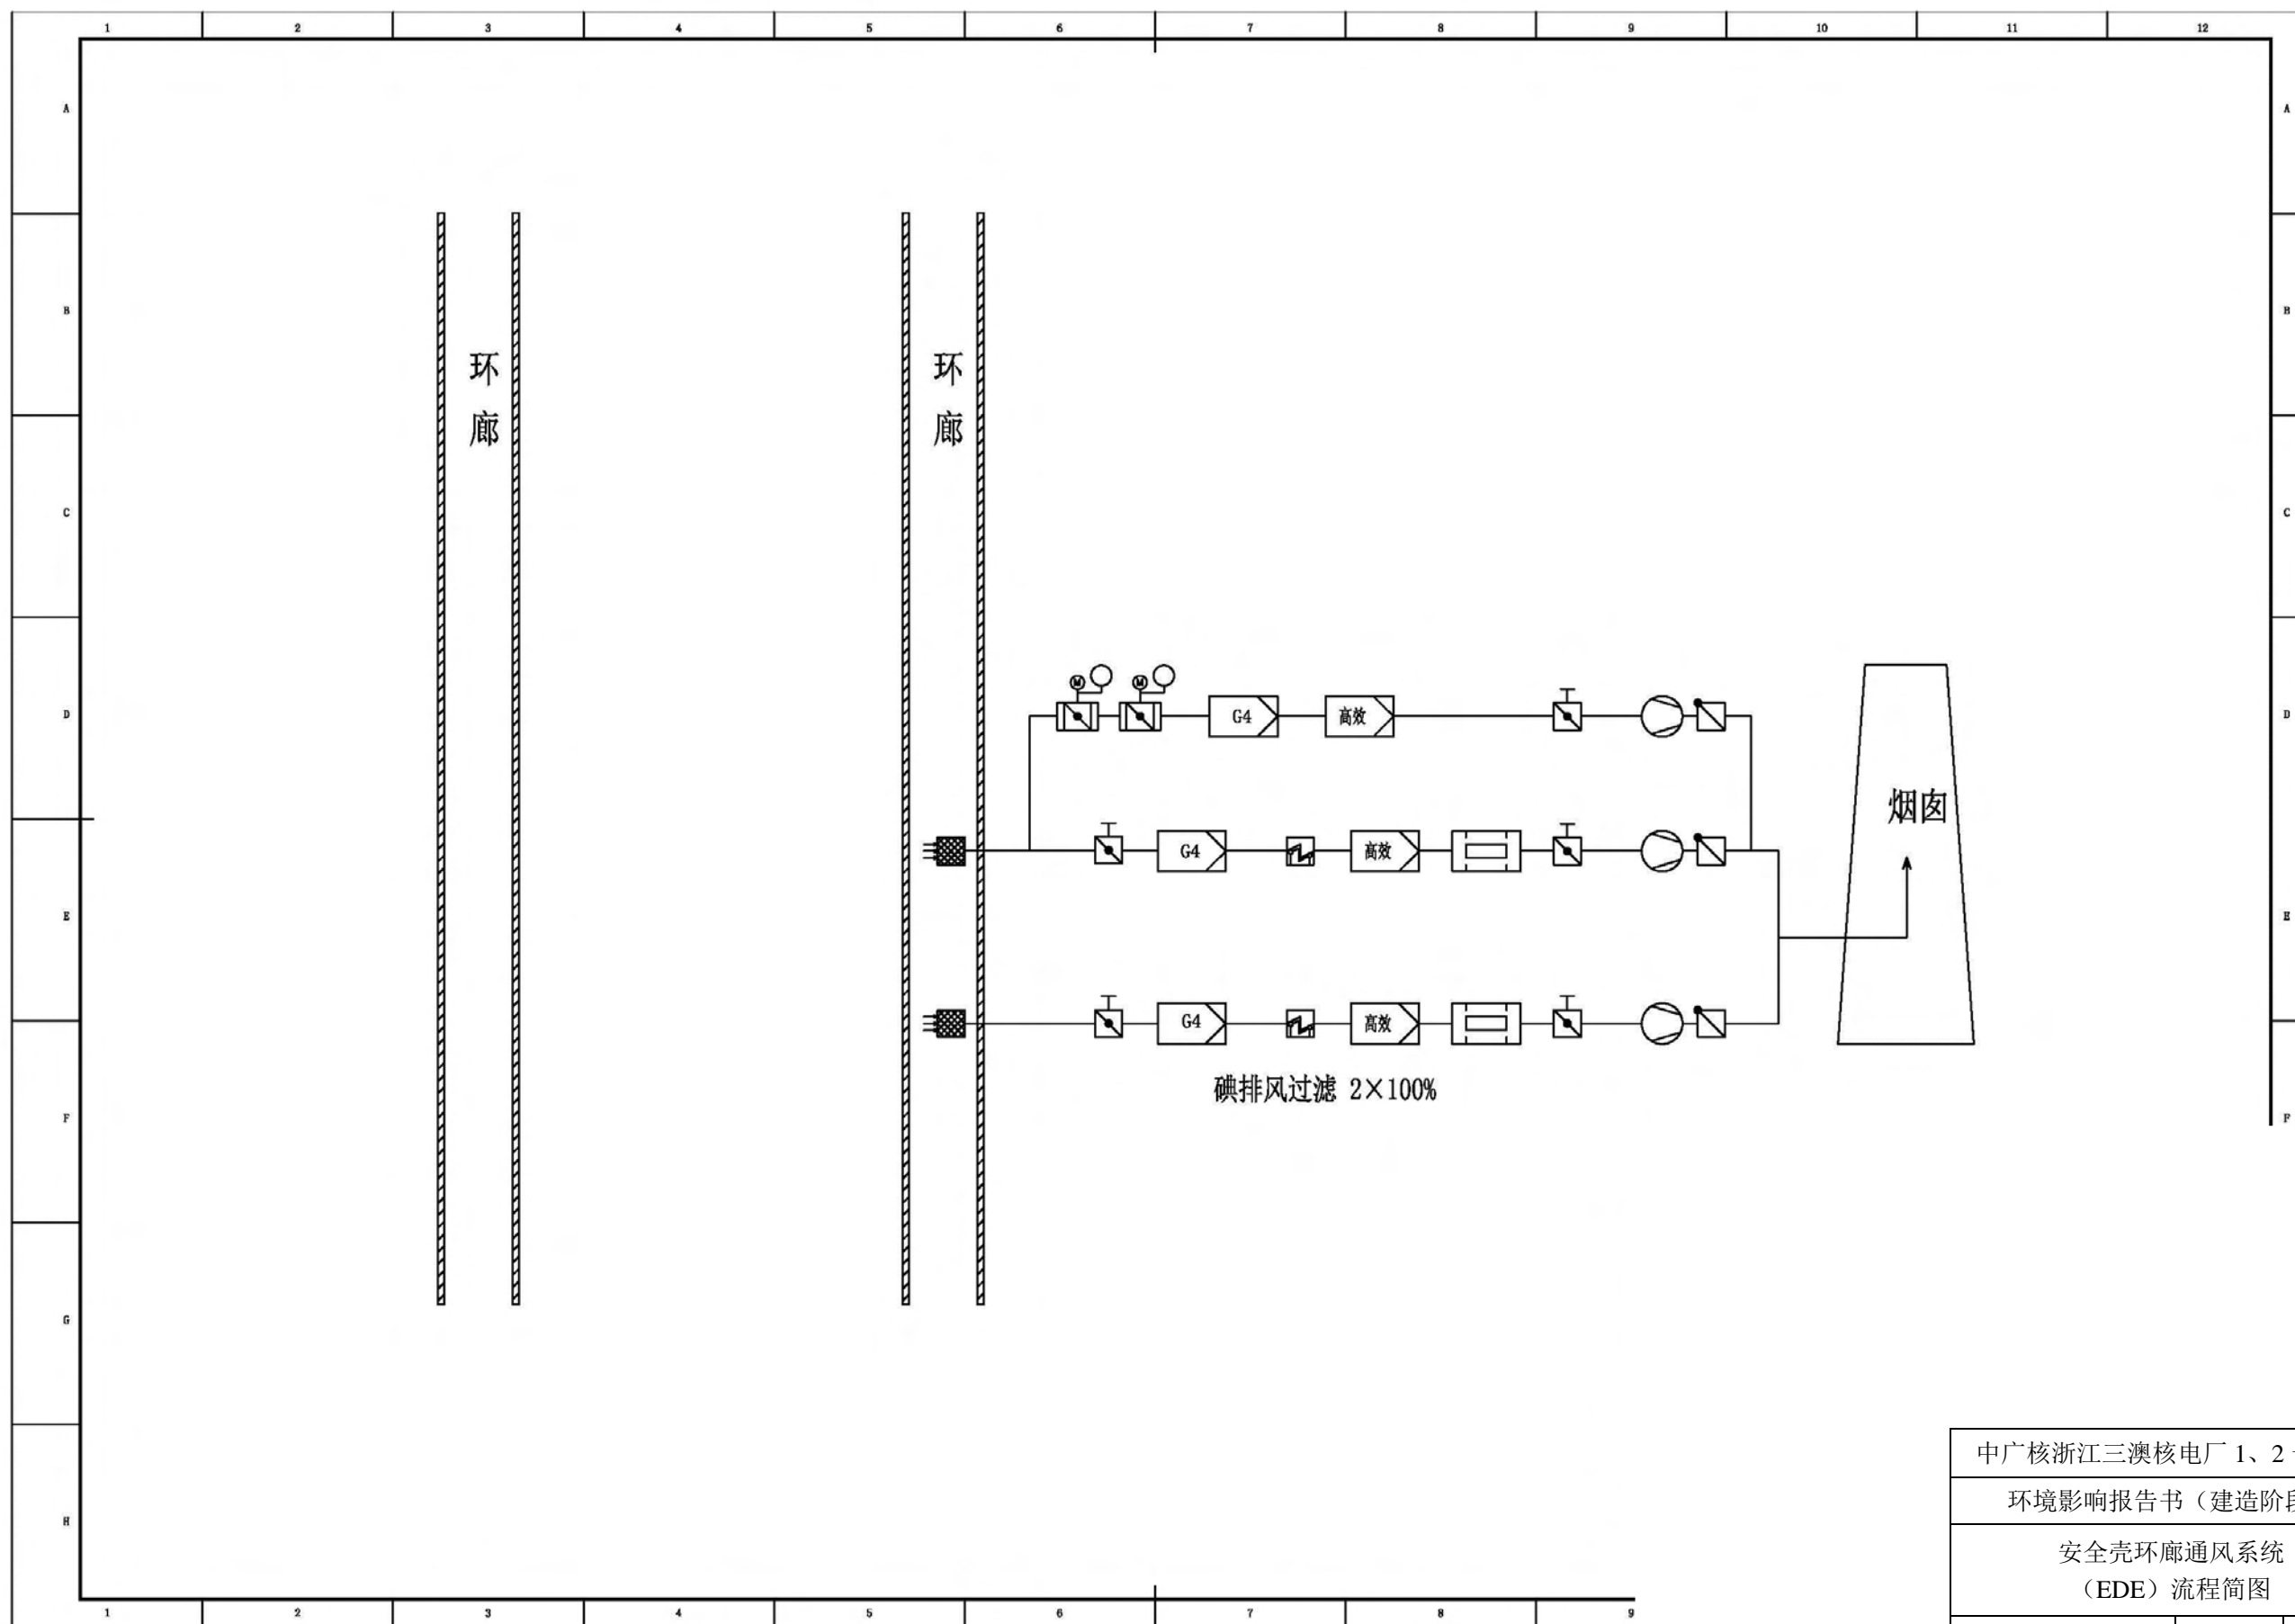 1 2 3 4 5 6 7 8 9 10 11 12
A A
B B
环 环
廊 廊
C C
M M
D G4 高效 D
烟囱
G4 高效
E E
G4 高效
碘排风过滤 2×100%
F F
G
H
中广核浙江三澳核电厂 1、2
环境影响报告书（建造阶段
安全壳环廊通风系统
（EDE）流程简图
1 2 3 4 5 6 7 8 9